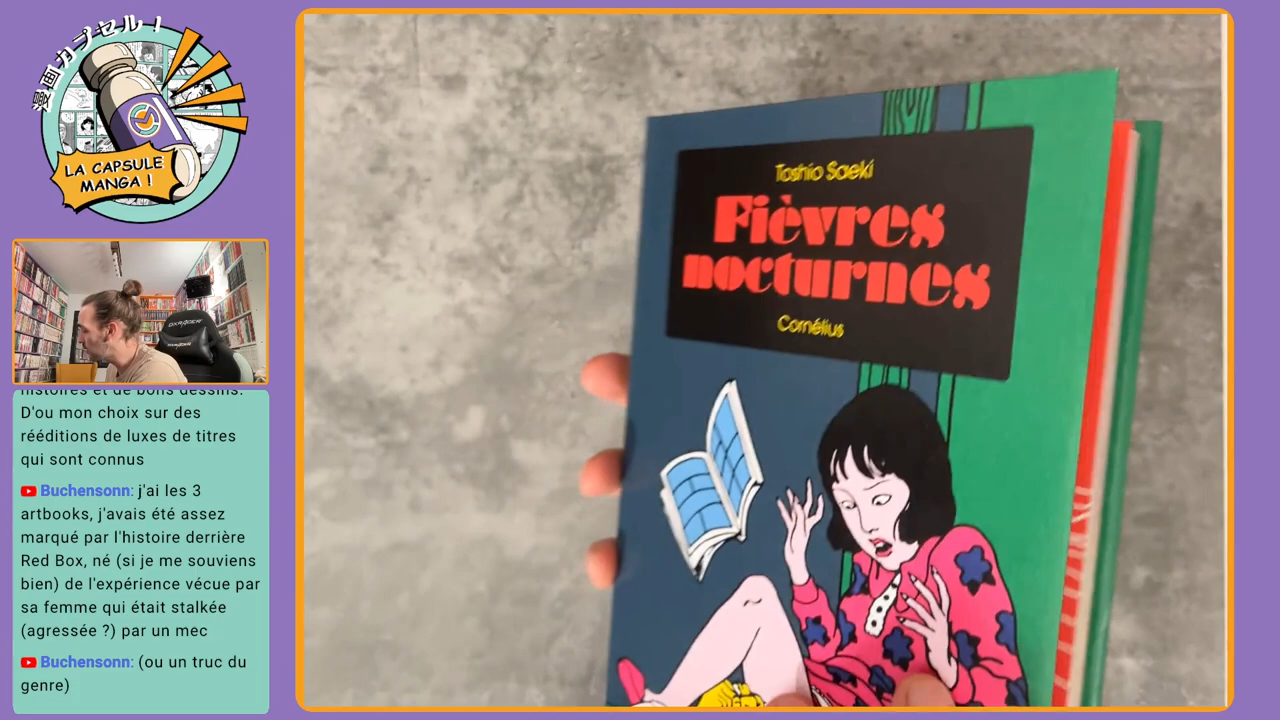 漫画カプセル！
LA CAPSULE
MANGA !
histoires et de bons dessins.
D'ou mon choix sur des
rééditions de luxes de titres
qui sont connus
Buchensonn: j'ai les 3
artbooks, j'avais été assez
marqué par l'histoire derrière
Red Box, né (si je me souviens
bien) de l'expérience vécue par
sa femme qui était stalkée
(agressée ?) par un mec
Buchensonn: (ou un truc du
genre)
Toshio Saeki
Fièvres
nocturnes
Cornélius